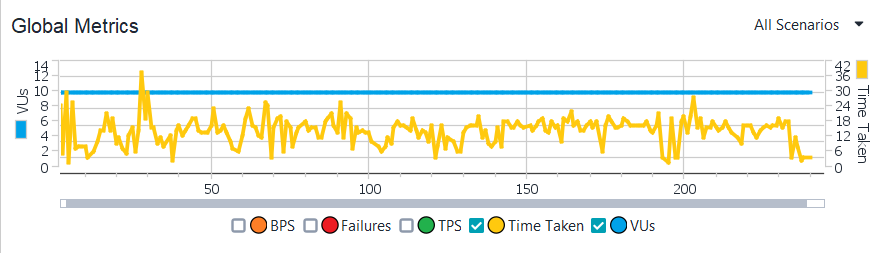 Global Metrics
All Scenarios
14
12
10
8
6
4
2
0
VUs
42
36
30
24
18
12
6
0
Time Taken
50 100 150 200
BPS Failures TPS Time Taken VUs